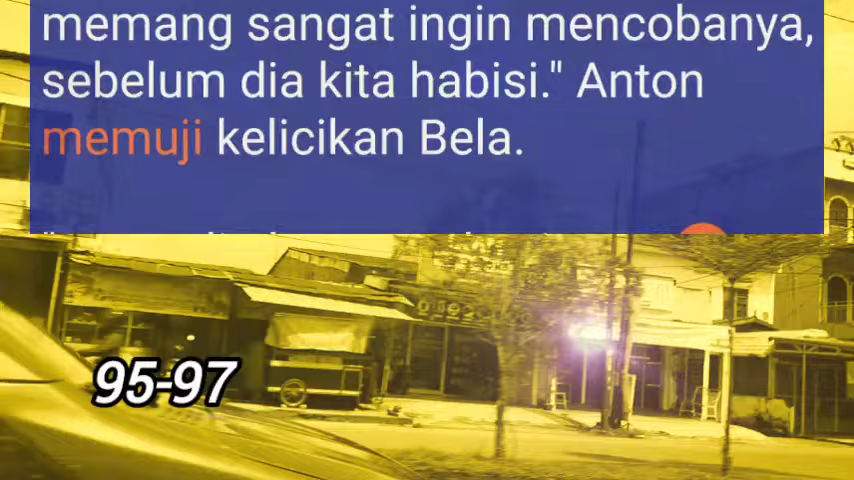 memang sangat ingin mencobanya,
sebelum dia kita habisi." Anton
memuji kelicikan Bela.
95-97